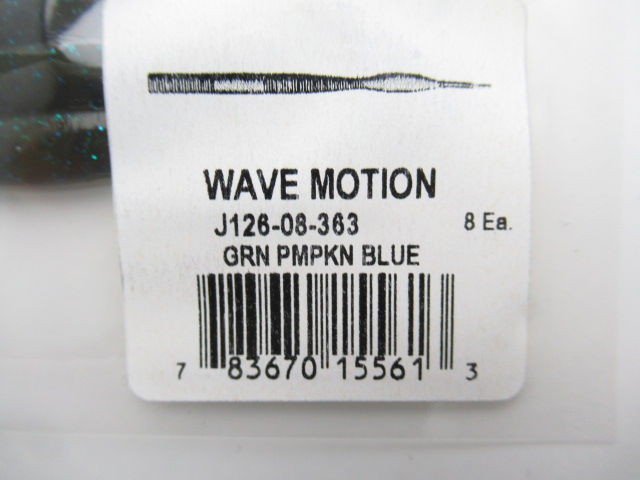 WAVE MOTION
J126-08-363 8 Ea.
GRN PMPKN BLUE
7 83670 15561 3